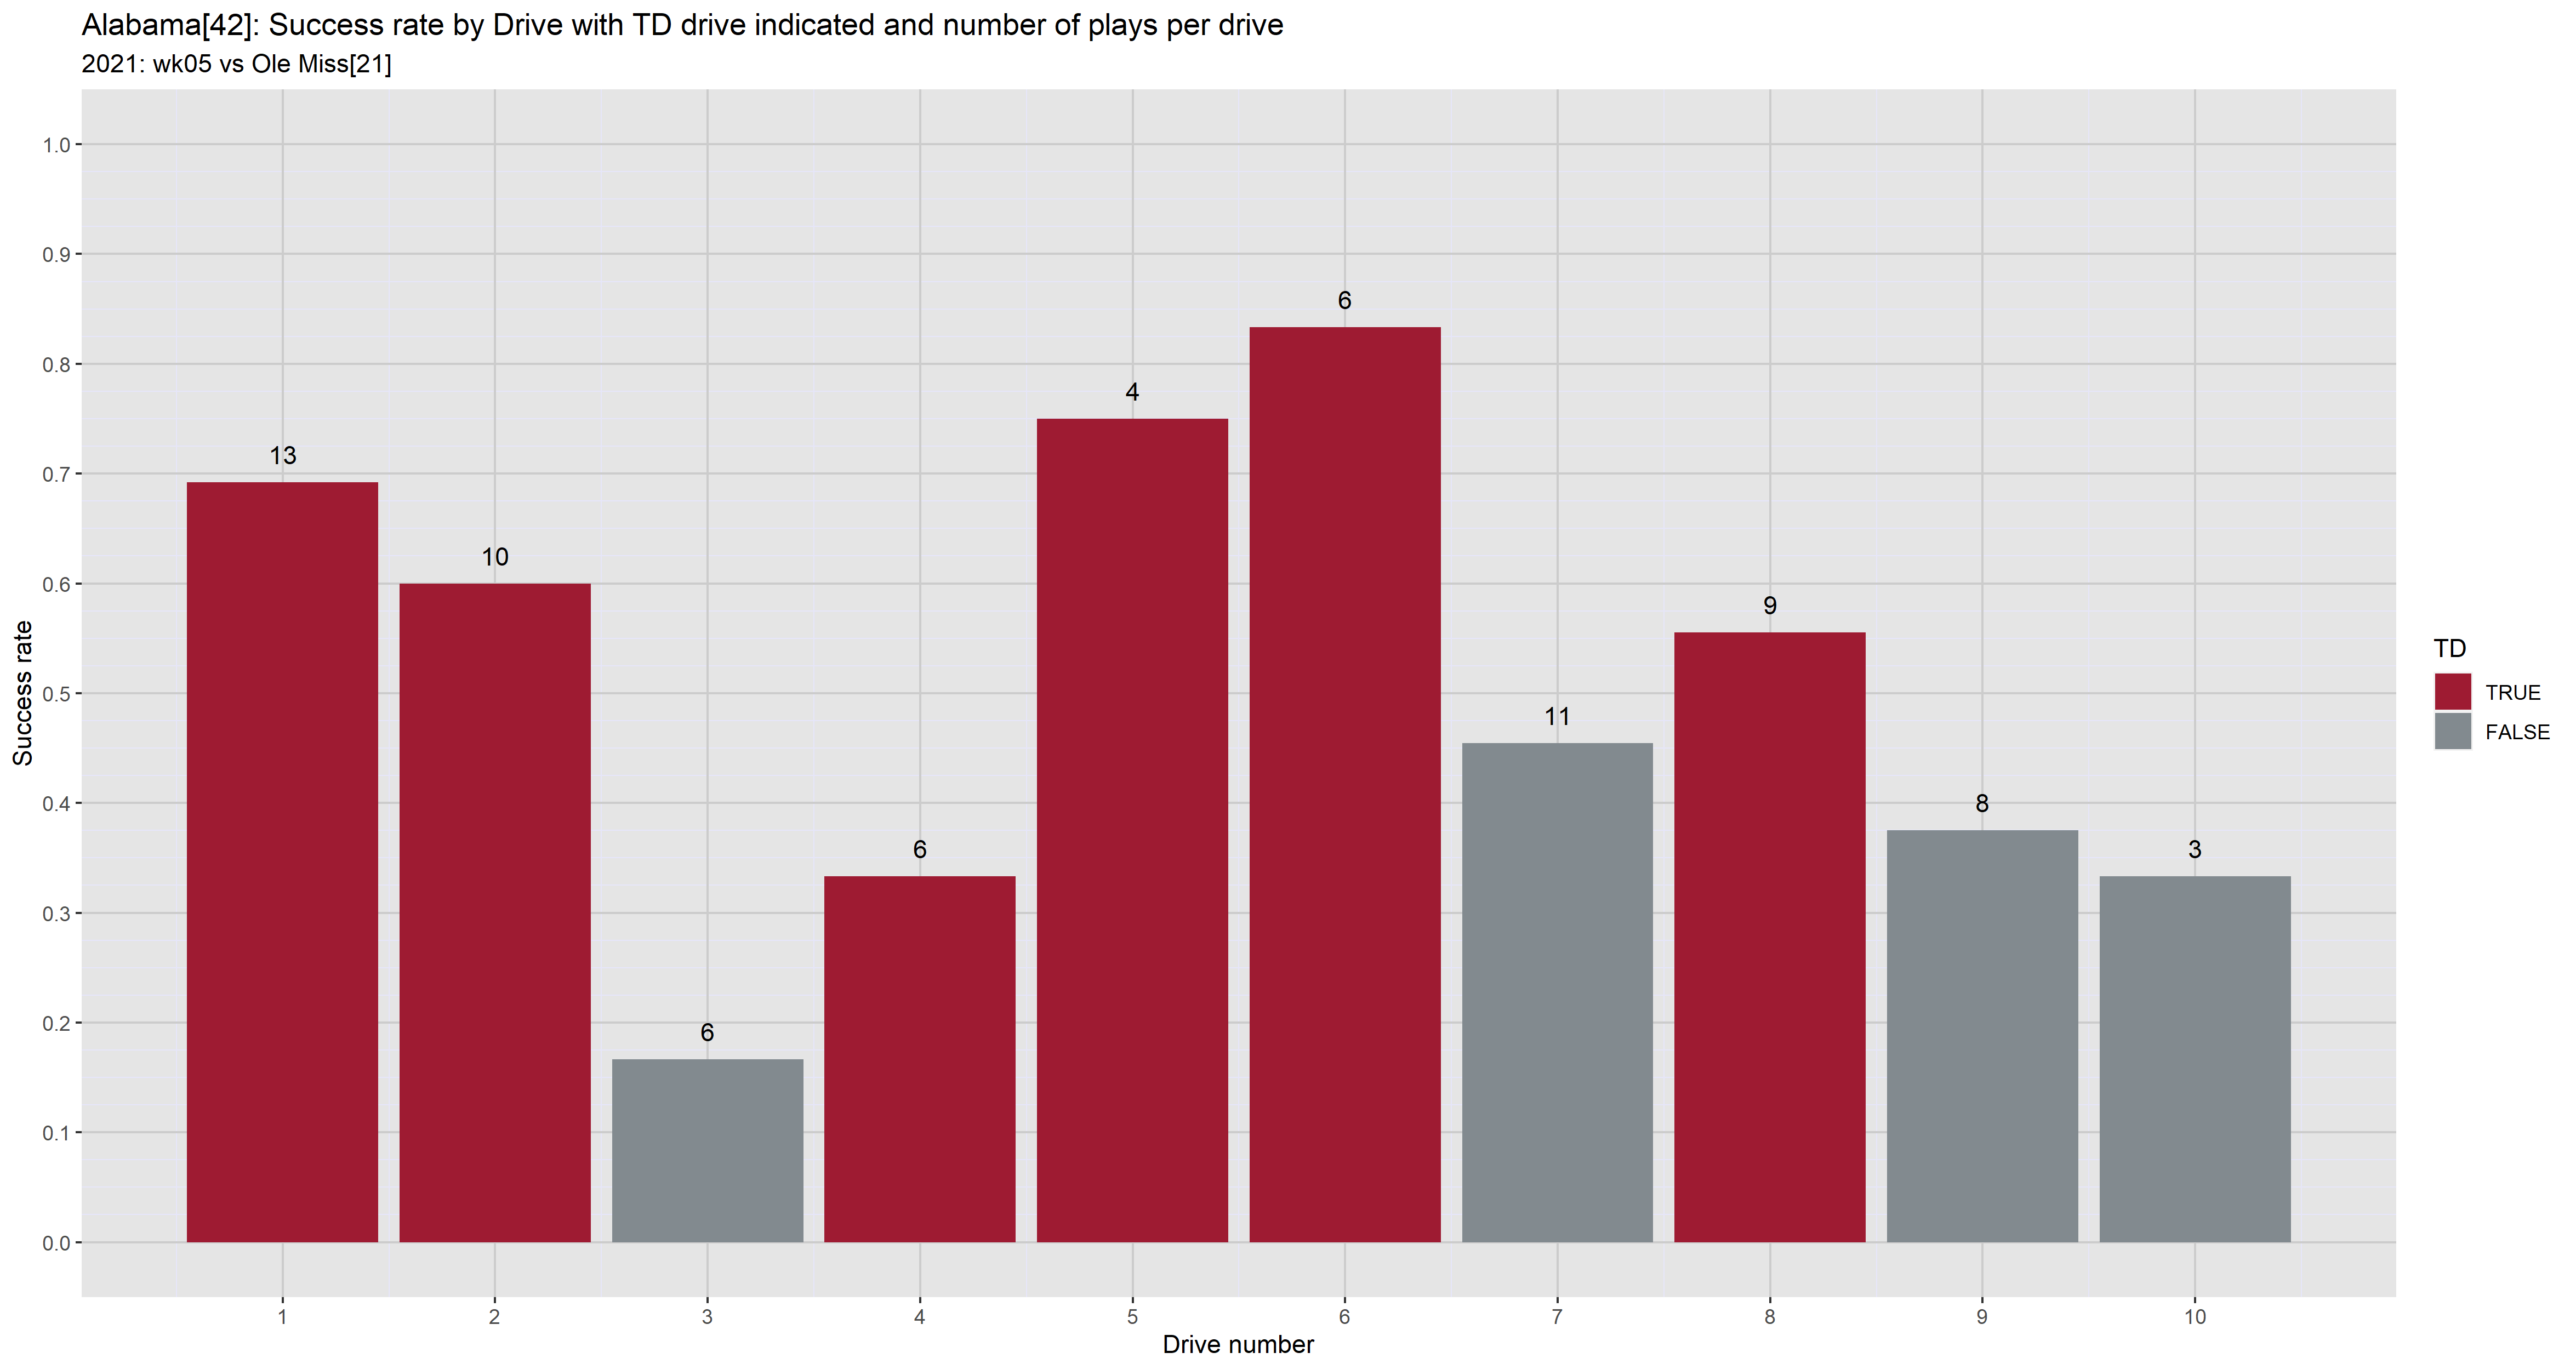 Alabama[42]: Success rate by Drive with TD drive indicated and number of plays per drive
2021: wk05 vs Ole Miss[21]
Success rate
1.0
0.9
0.8
0.7
0.6
0.5
0.4
0.3
0.2
0.1
0.0
13
10
6
6
4
6
11
9
8
3
1 2 3 4 5 6 7 8 9 10
Drive number
TD
TRUE
FALSE